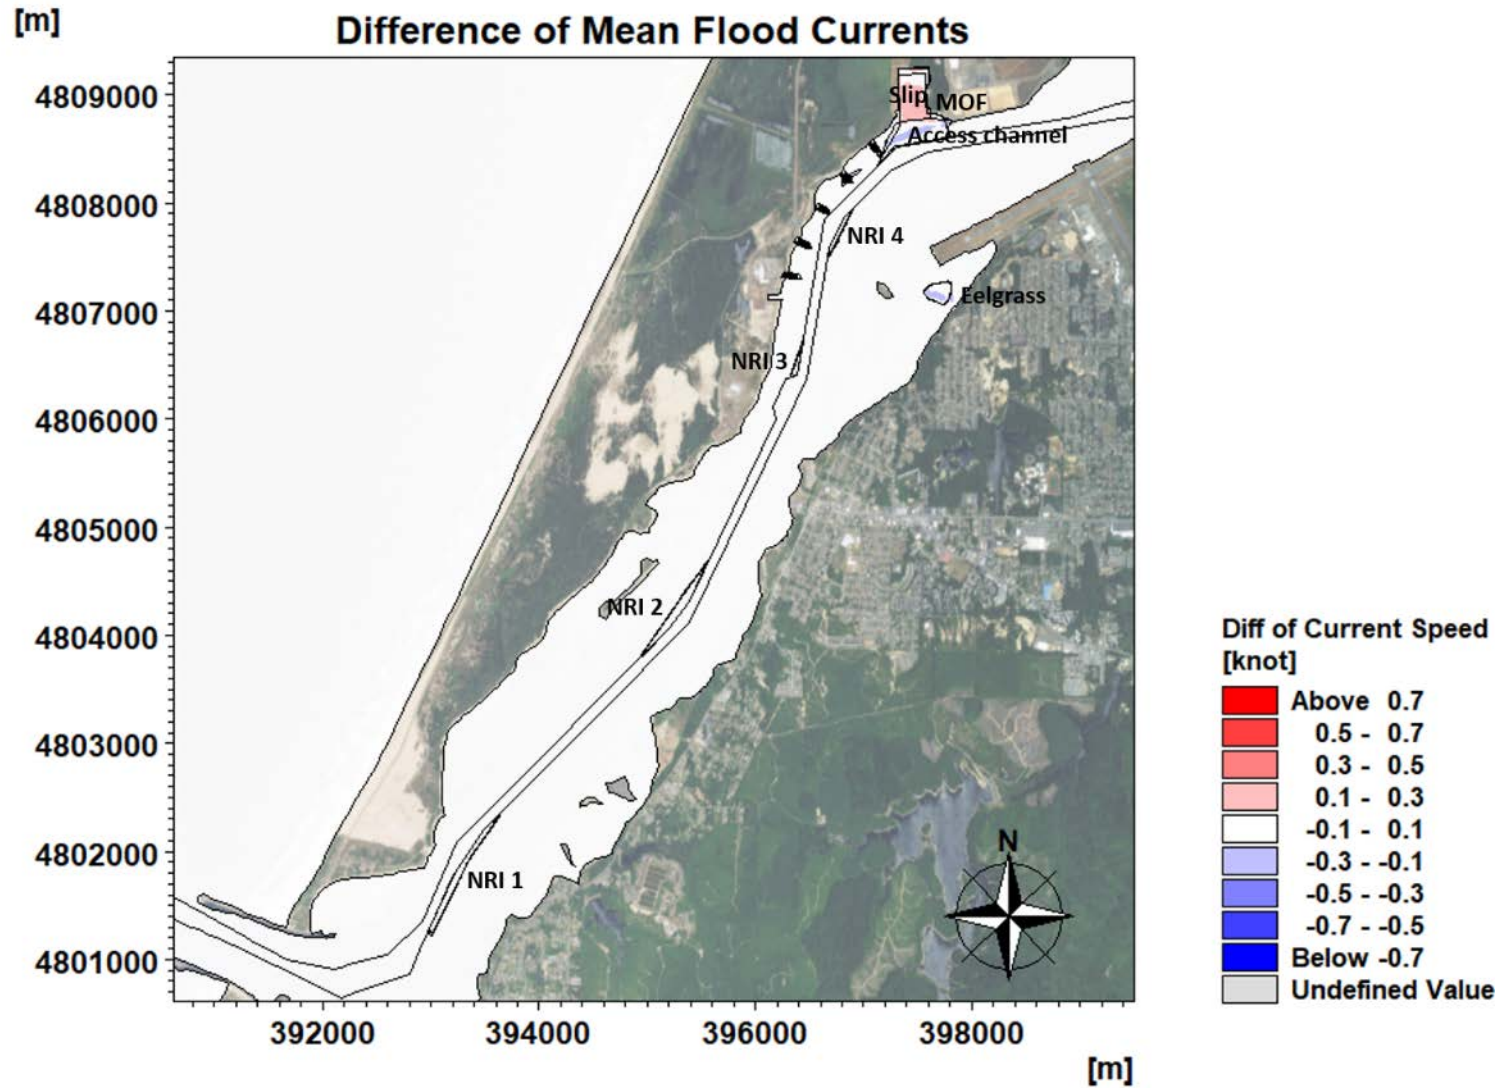 [m]
Difference of Mean Flood Currents
4809000
4808000
4807000
4806000
4805000
4804000
4803000
4802000
4801000
Slip
MOF
Access channel
NRI 4
Eelgrass
NRI 3
NRI 2
NRI 1
N
392000
394000
396000
398000
[m]
Diff of Current Speed
[knot]
Above 0.7
0.5 - 0.7
0.3 - 0.5
0.1 - 0.3
-0.1 - 0.1
-0.3 - -0.1
-0.5 - -0.3
-0.7 - -0.5
Below -0.7
Undefined Value